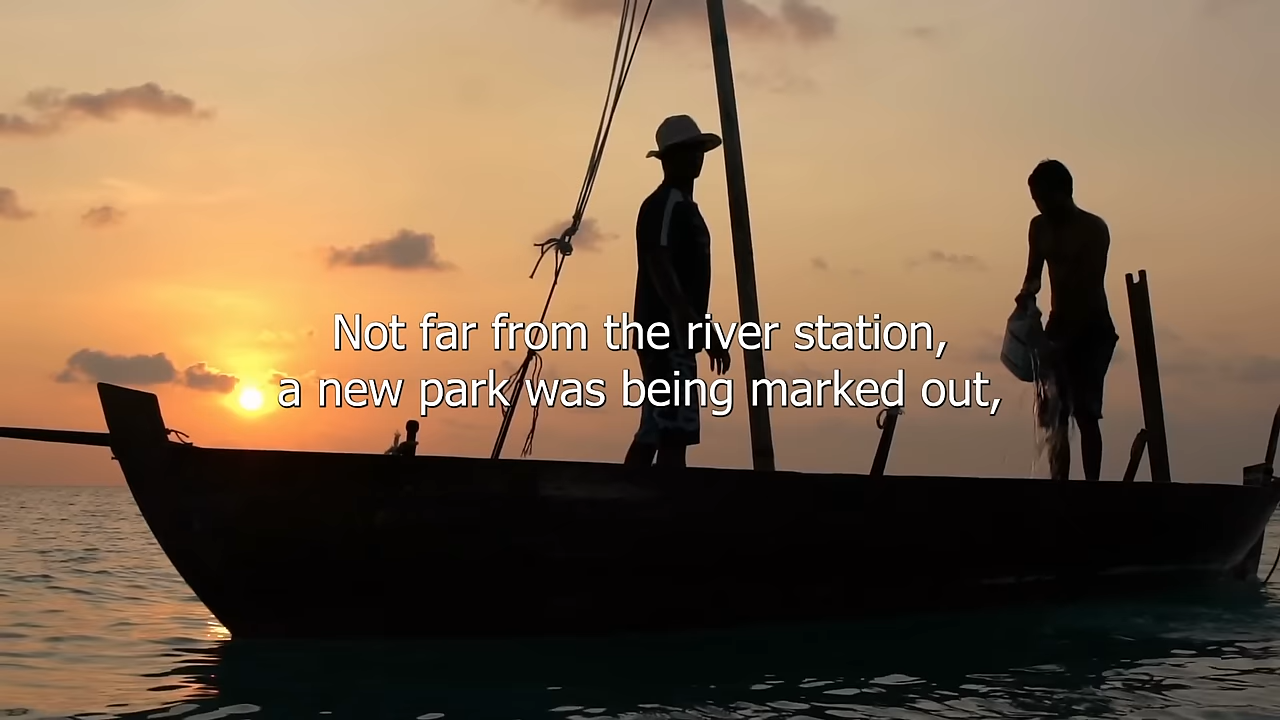 Not far from the river station,
a new park was being marked out,